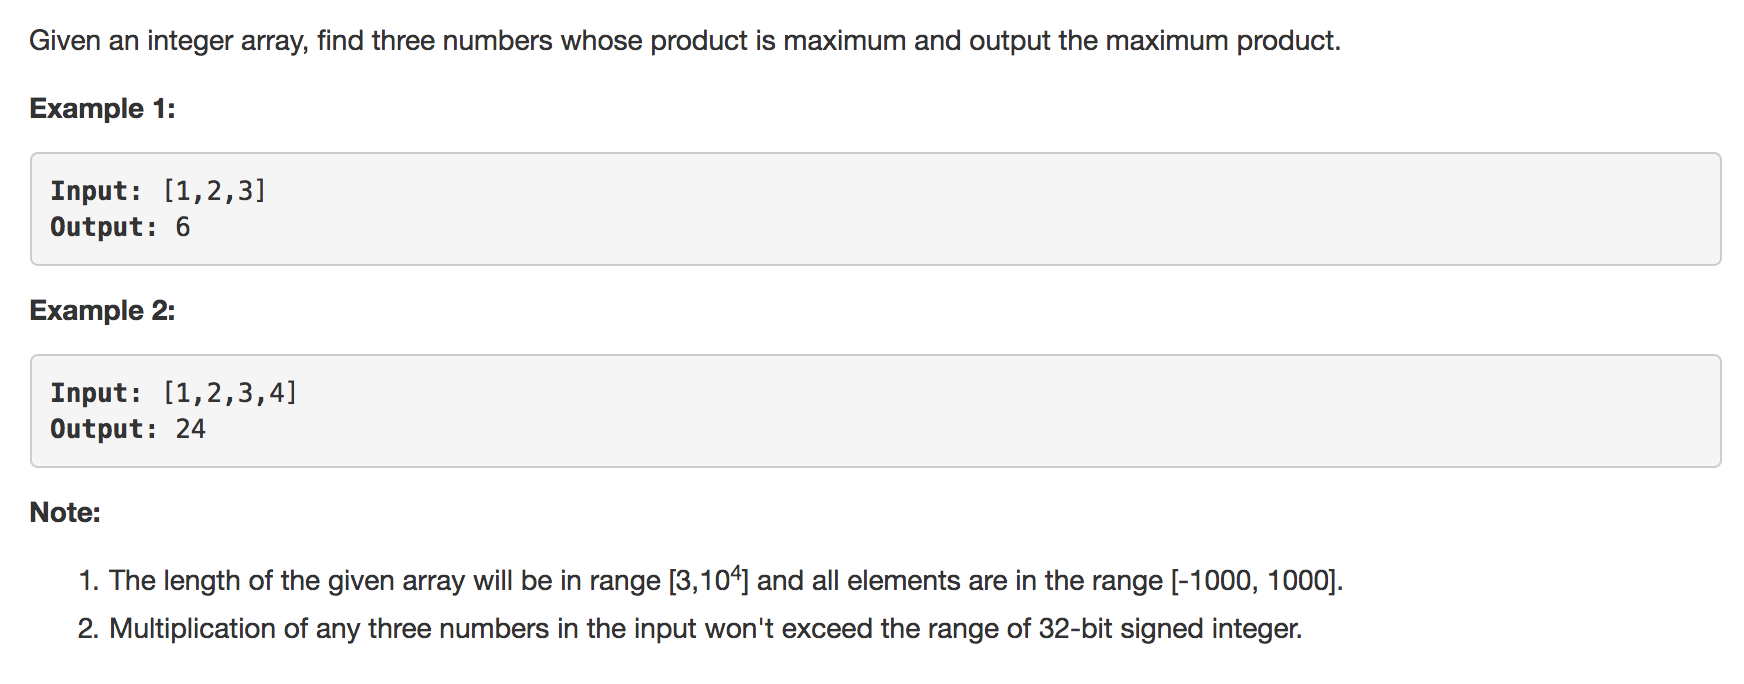 Given an integer array, find three numbers whose product is maximum and output the maximum product.
Example 1:
Input: [1,2,3]
Output: 6
Example 2:
Input: [1,2,3,4]
Output: 24
Note:
1. The length of the given array will be in range [3,10⁴] and all elements are in the range [-1000, 1000].
2. Multiplication of any three numbers in the input won't exceed the range of 32-bit signed integer.